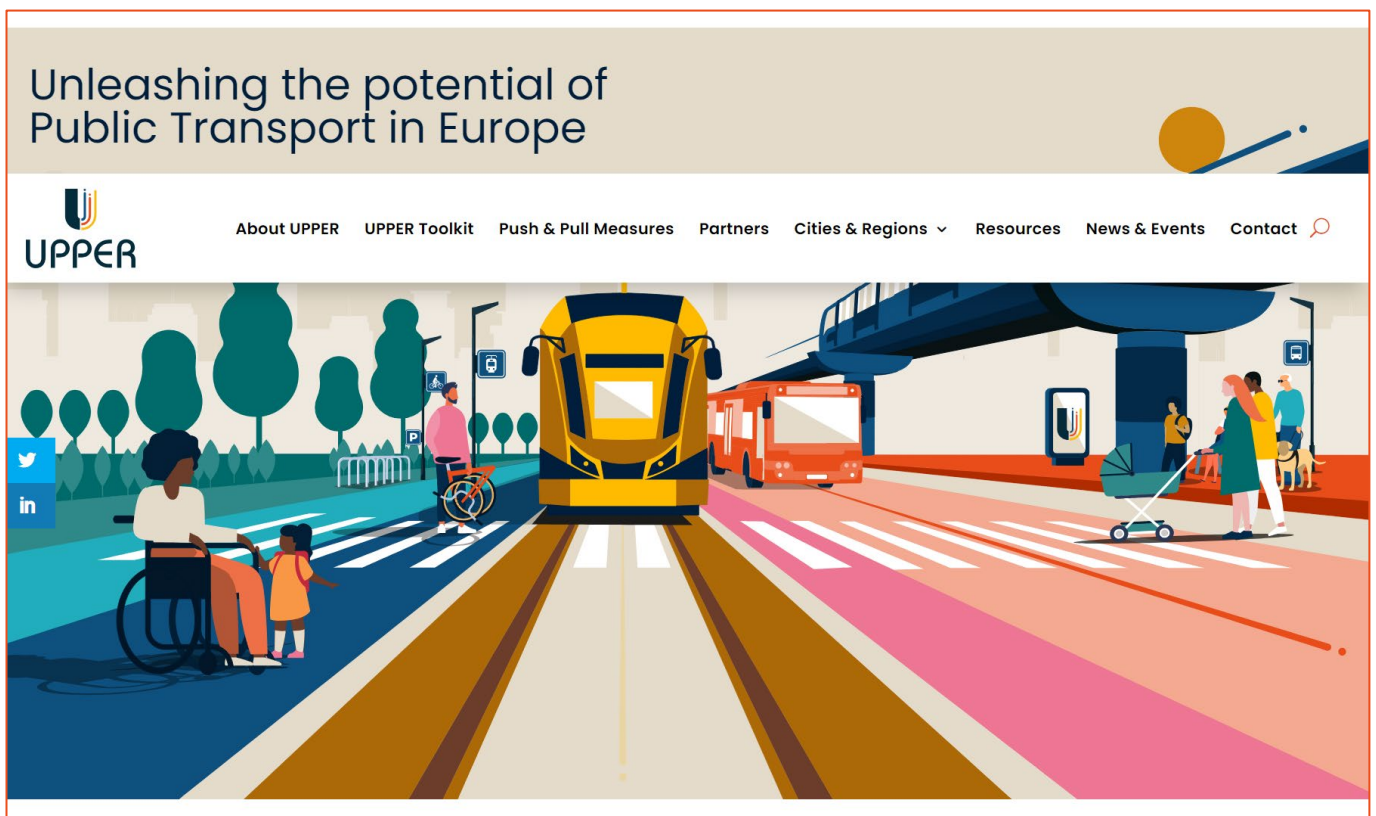 Unleashing the potential of
Public Transport in Europe
UPPER
About UPPER UPPER Toolkit Push & Pull Measures Partners Cities & Regions Resources News & Events Contact
in
P